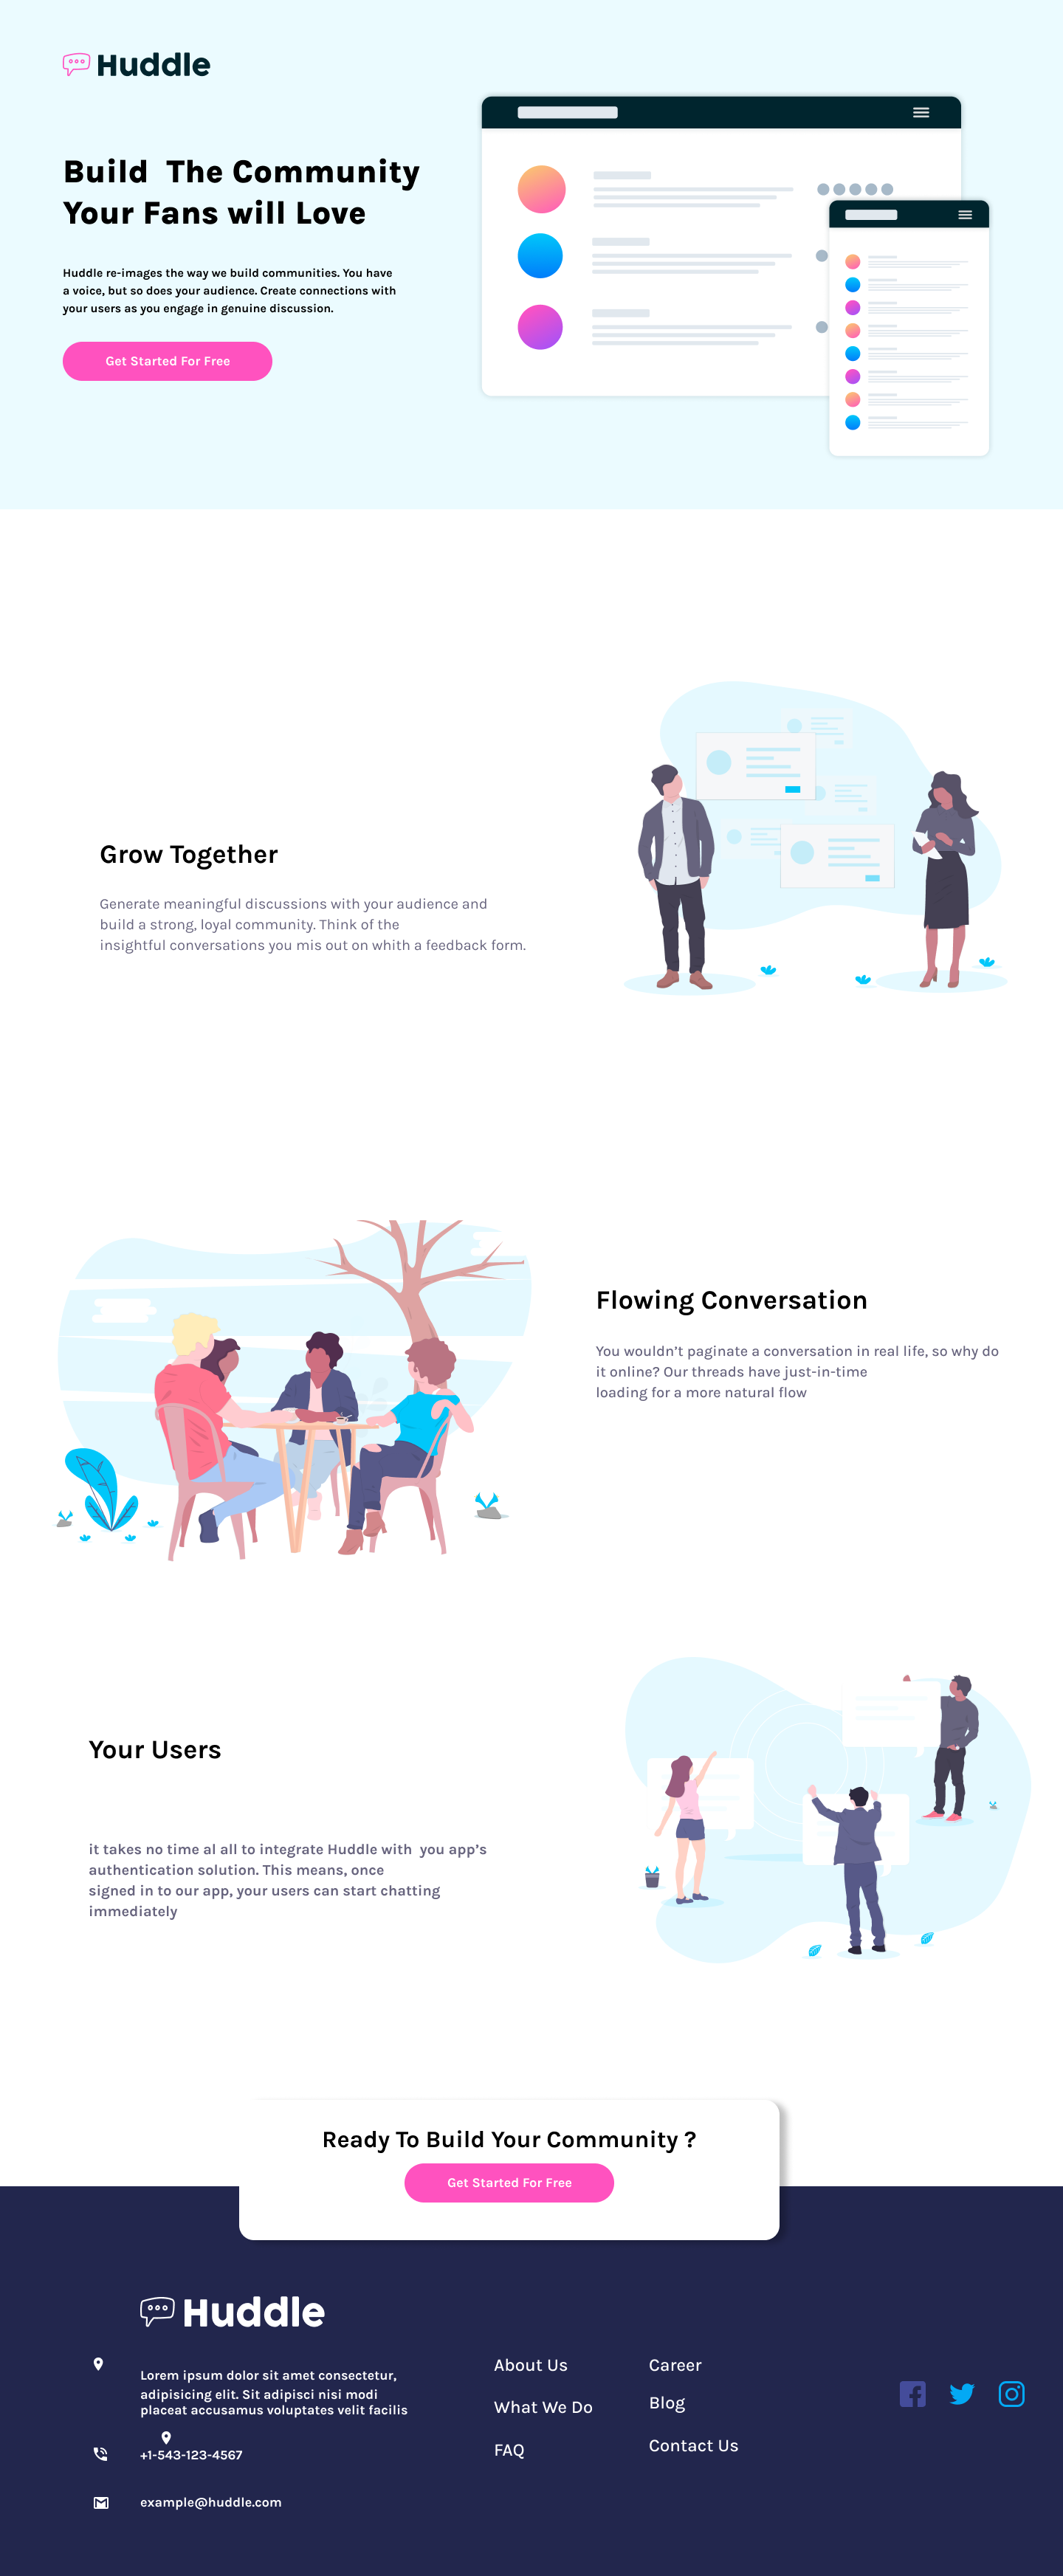 Huddle
Build The Community
Your Fans will Love
Huddle re-images the way we build communities. You have
a voice, but so does your audience. Create connections with
your users as you engage in genuine discussion.
Get Started For Free
Grow Together
Generate meaningful discussions with your audience and
build a strong, loyal community. Think of the
insightful conversations you mis out on whith a feedback form.
Flowing Conversation
You wouldn’t paginate a conversation in real life, so why do
it online? Our threads have just-in-time
loading for a more natural flow
Your Users
it takes no time al all to integrate Huddle with you app’s
authentication solution. This means, once
signed in to our app, your users can start chatting
immediately
Ready To Build Your Community ?
Get Started For Free
Huddle
Lorem ipsum dolor sit amet consectetur,
adipisicing elit. Sit adipisci nisi modi
placeat accusamus voluptates velit facilis
+1-543-123-4567
example@huddle.com
About Us
What We Do
FAQ
Career
Blog
Contact Us